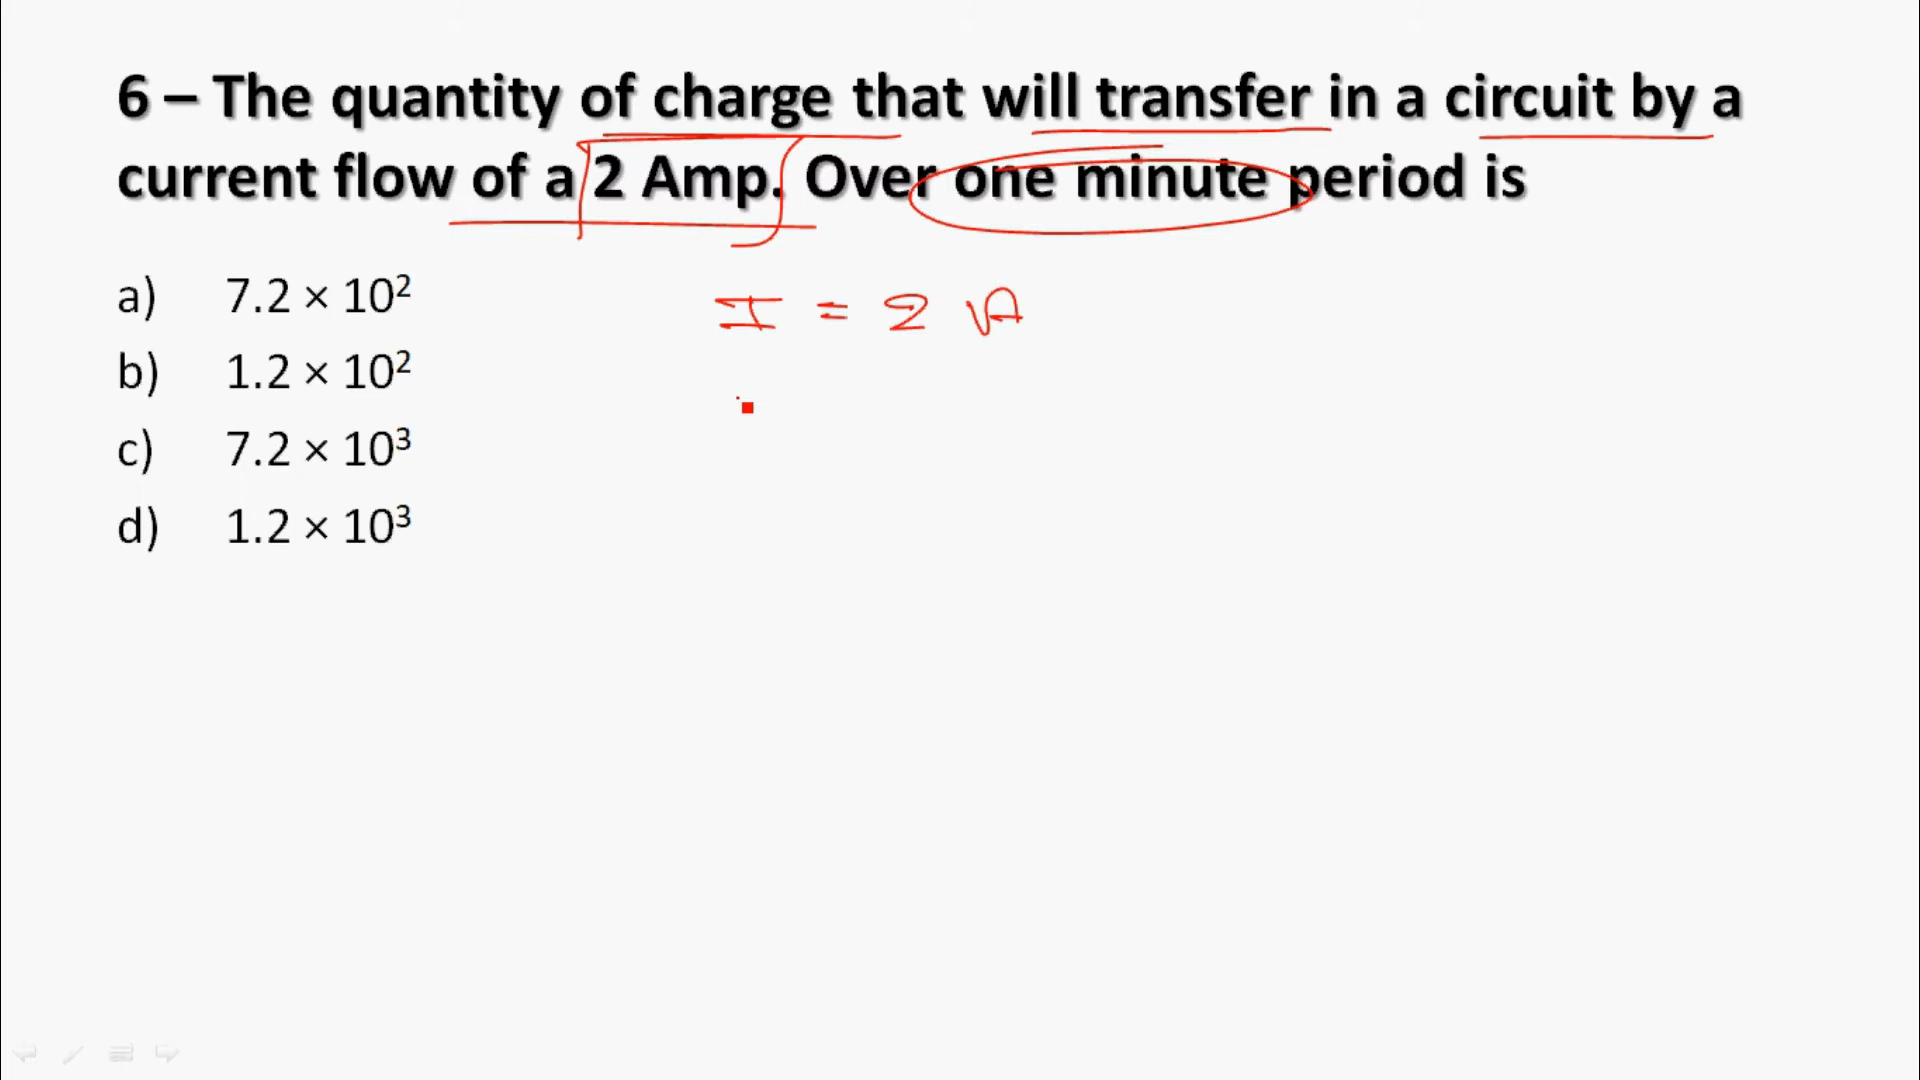 6 – The quantity of charge that will transfer in a circuit by a
current flow of a 2 Amp. Over one minute period is
a) 7.2 × 10²
I = 2 A
b) 1.2 × 10²
c) 7.2 × 10³
d) 1.2 × 10³